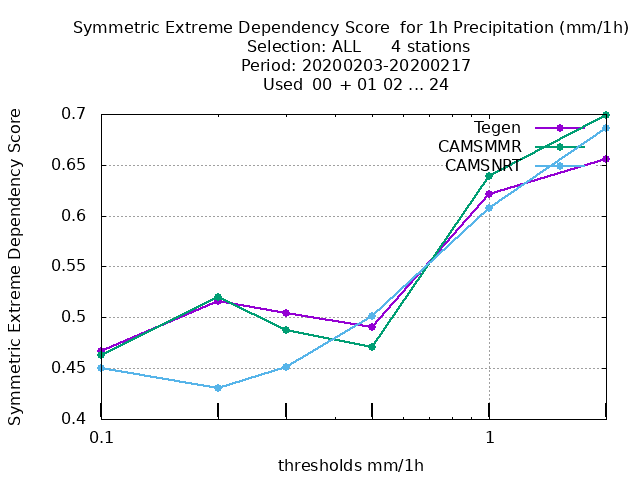 Symmetric Extreme Dependency Score  for 1h Precipitation (mm/1h)
Selection: ALL      4 stations
Period: 20200203-20200217
Used  00 + 01 02 ... 24
Symmetric Extreme Dependency Score
0.7
0.65
0.6
0.55
0.5
0.45
0.4
Tegen
CAMSMMR
CAMSNRT
0.1
1
thresholds mm/1h